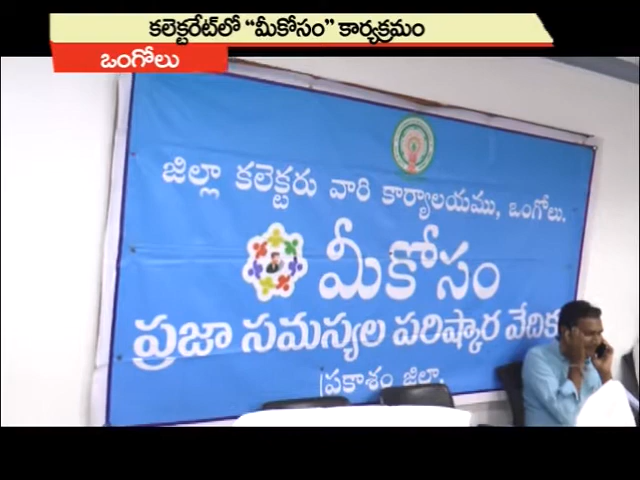 కలెక్టరేట్‌లో “మీకోసం” కార్యక్రమం
ఒంగోలు
జిల్లా కలెక్టరు వారి కార్యాలయము, ఒంగోలు.
మీకోసం
ప్రజా సమస్యల పరిష్కార వేదిక
ప్రకాశం జిల్లా.